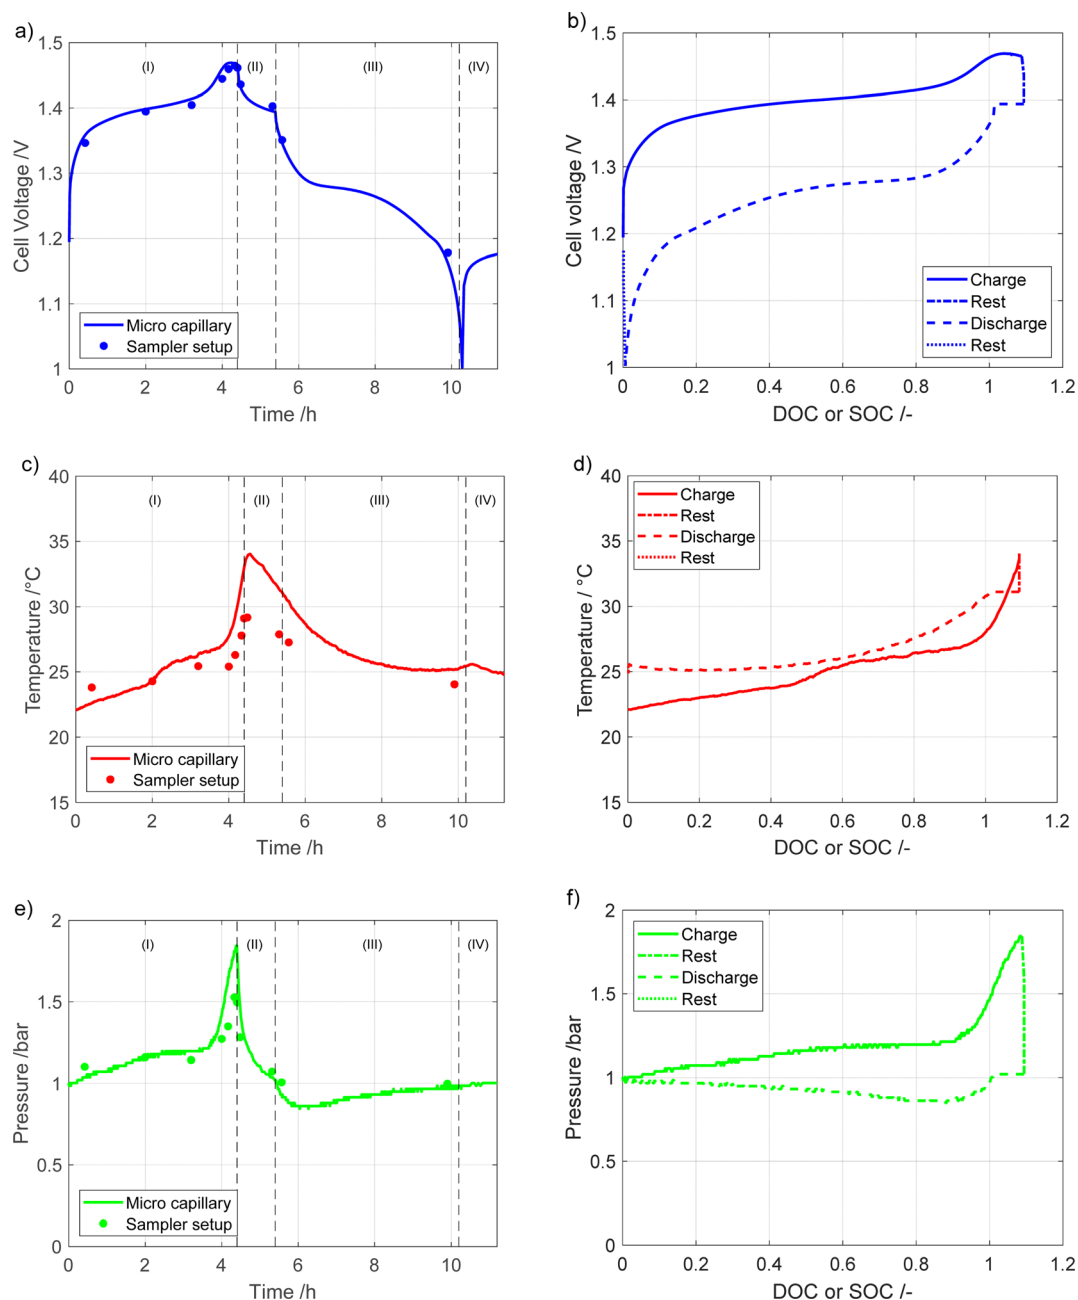 a)
1.5
1.4
1.3
1.2
1.1
1
Cell Voltage /V
(I)
(II)
(III)
(IV)
Micro capillary
Sampler setup
0
2
4
6
8
10
Time /h
b)
1.5
1.4
1.3
1.2
1.1
1
Cell voltage /V
Charge
Rest
Discharge
Rest
0
0.2
0.4
0.6
0.8
1
1.2
DOC or SOC /-
c)
40
35
30
25
20
15
Temperature /°C
(I)
(II)
(III)
(IV)
Micro capillary
Sampler setup
0
2
4
6
8
10
Time /h
d)
40
35
30
25
20
15
Temperature / °C
Charge
Rest
Discharge
Rest
0
0.2
0.4
0.6
0.8
1
1.2
DOC or SOC /-
e)
2
1.5
1
0.5
0
Pressure /bar
(I)
(II)
(III)
(IV)
Micro capillary
Sampler setup
0
2
4
6
8
10
Time /h
f)
2
1.5
1
0.5
0
Pressure /bar
Charge
Rest
Discharge
Rest
0
0.2
0.4
0.6
0.8
1
1.2
DOC or SOC /-